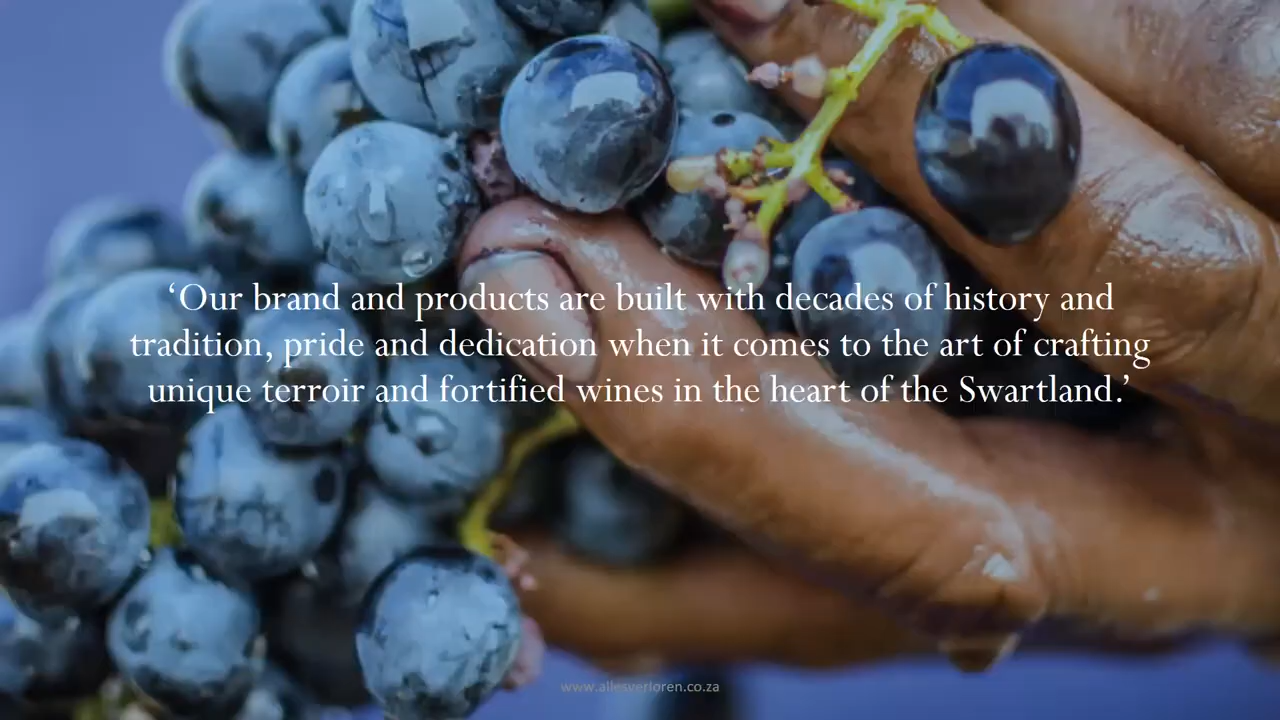 ‘Our brand and products are built with decades of history and
tradition, pride and dedication when it comes to the art of crafting
unique terroir and fortified wines in the heart of the Swartland.’
www.allesverloren.co.za